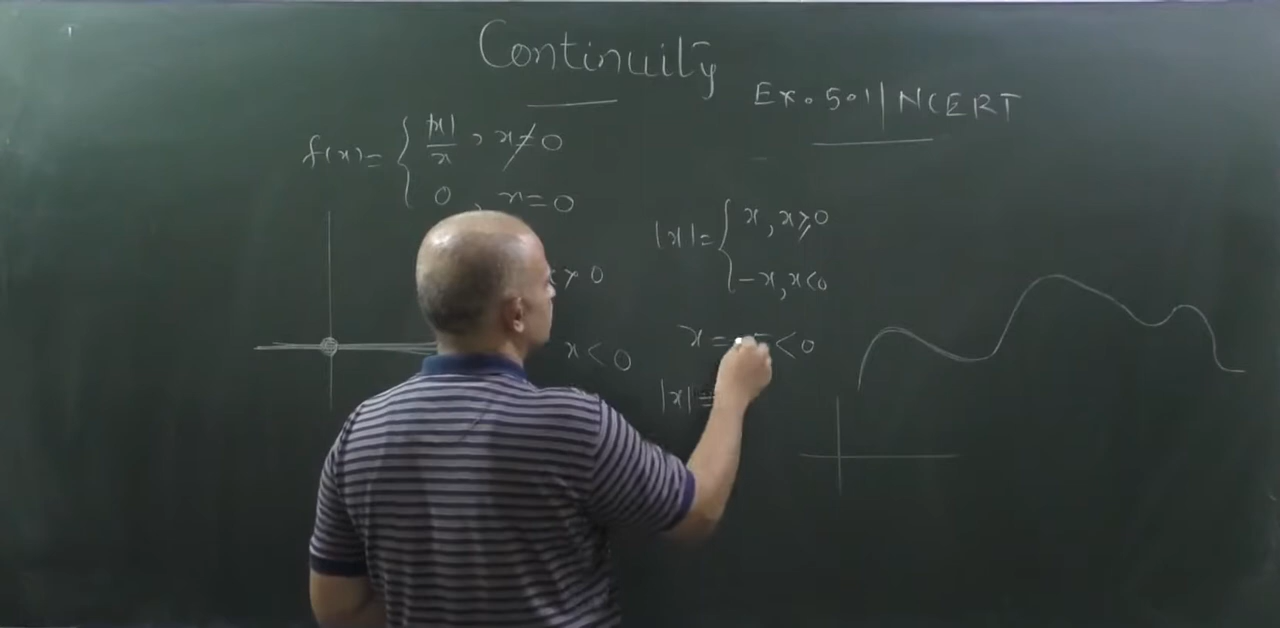 Continuity
Ex. 5.1 | NCERT
f(x) = { |x|/x , x ≠ 0
0 , x = 0
|x| = { x, x ≥ 0
-x, x < 0
> 0
x < 0
x = < 0
|x| =